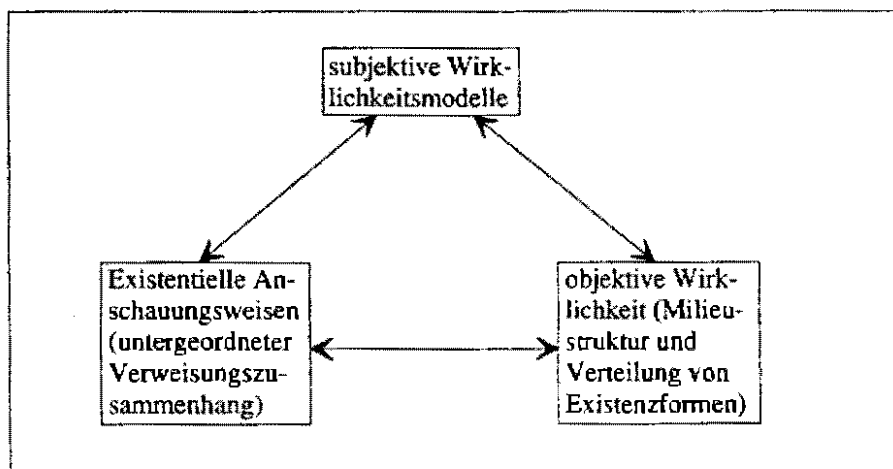 subjektive Wirk-
lichkeitsmodelle
Existentielle An-
schauungsweisen
(untergeordneter
Verweisungszu-
sammenhang)
objektive Wirk-
lichkeit (Milieu-
struktur und
Verteilung von
Existenzformen)